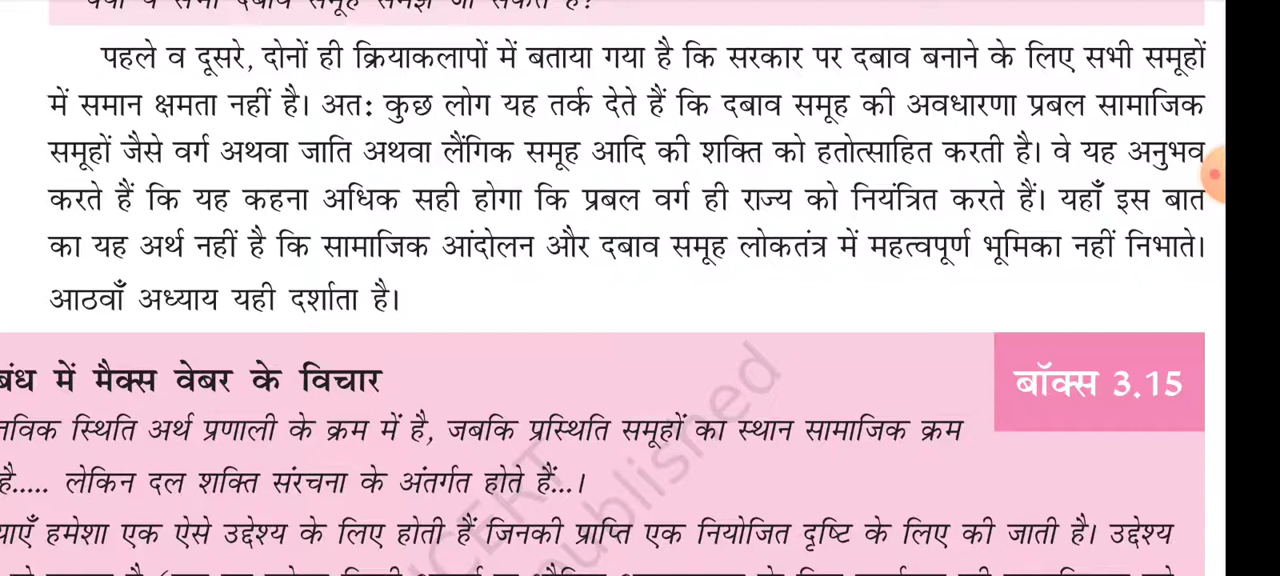 पहले व दूसरे, दोनों ही क्रियाकलापों में बताया गया है कि सरकार पर दबाव बनाने के लिए सभी समूहों
में समान क्षमता नहीं है। अतः कुछ लोग यह तर्क देते हैं कि दबाव समूह की अवधारणा प्रबल सामाजिक
समूहों जैसे वर्ग अथवा जाति अथवा लैंगिक समूह आदि की शक्ति को हतोत्साहित करती है। वे यह अनुभव
करते हैं कि यह कहना अधिक सही होगा कि प्रबल वर्ग ही राज्य को नियंत्रित करते हैं। यहाँ इस बात
का यह अर्थ नहीं है कि सामाजिक आंदोलन और दबाव समूह लोकतंत्र में महत्वपूर्ण भूमिका नहीं निभाते।
आठवाँ अध्याय यही दर्शाता है।
बॉक्स 3.15
बंध में मैक्स वेबर के विचार
स्थिति अर्थ प्रणाली के क्रम में है, जबकि प्रस्थिति समूहों का स्थान सामाजिक क्रम
है..... लेकिन दल शक्ति संरचना के अंतर्गत होते हैं...।
हमेशा एक ऐसे उद्देश्य के लिए होती हैं जिनकी प्राप्ति एक नियोजित दृष्टि के लिए की जाती है। उद्देश्य
published